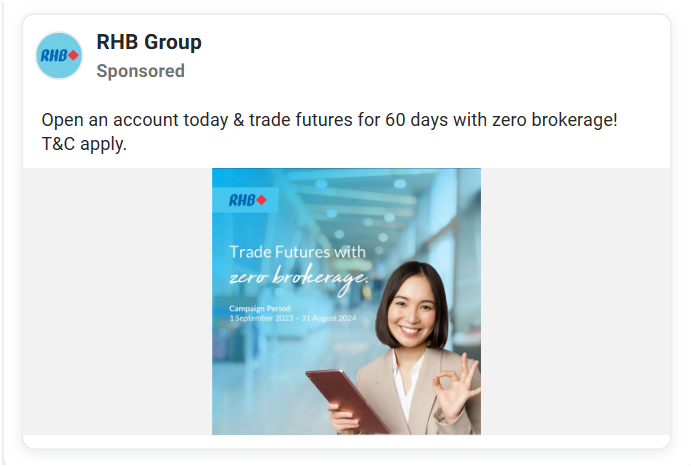 RHB
RHB Group
Sponsored
Open an account today & trade futures for 60 days with zero brokerage!
T&C apply.
RHB
Trade Futures with
zero brokerage.
Campaign Period:
1 September 2023 – 31 August 2024